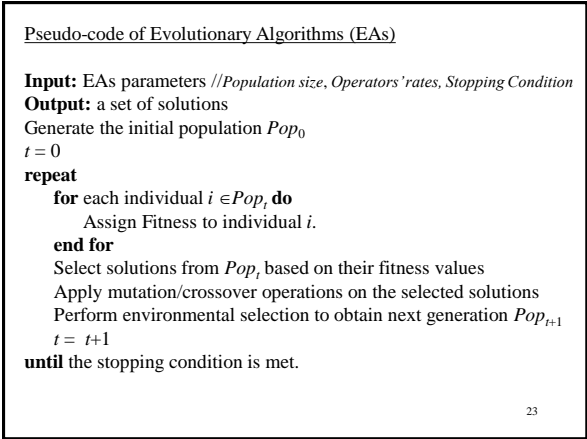 Pseudo-code of Evolutionary Algorithms (EAs)
Input: EAs parameters //Population size, Operators' rates, Stopping Condition
Output: a set of solutions
Generate the initial population Pop₀
t = 0
repeat
for each individual i ∈Popₜ do
Assign Fitness to individual i.
end for
Select solutions from Popₜ based on their fitness values
Apply mutation/crossover operations on the selected solutions
Perform environmental selection to obtain next generation Popₜ₊₁
t = t+1
until the stopping condition is met.
23